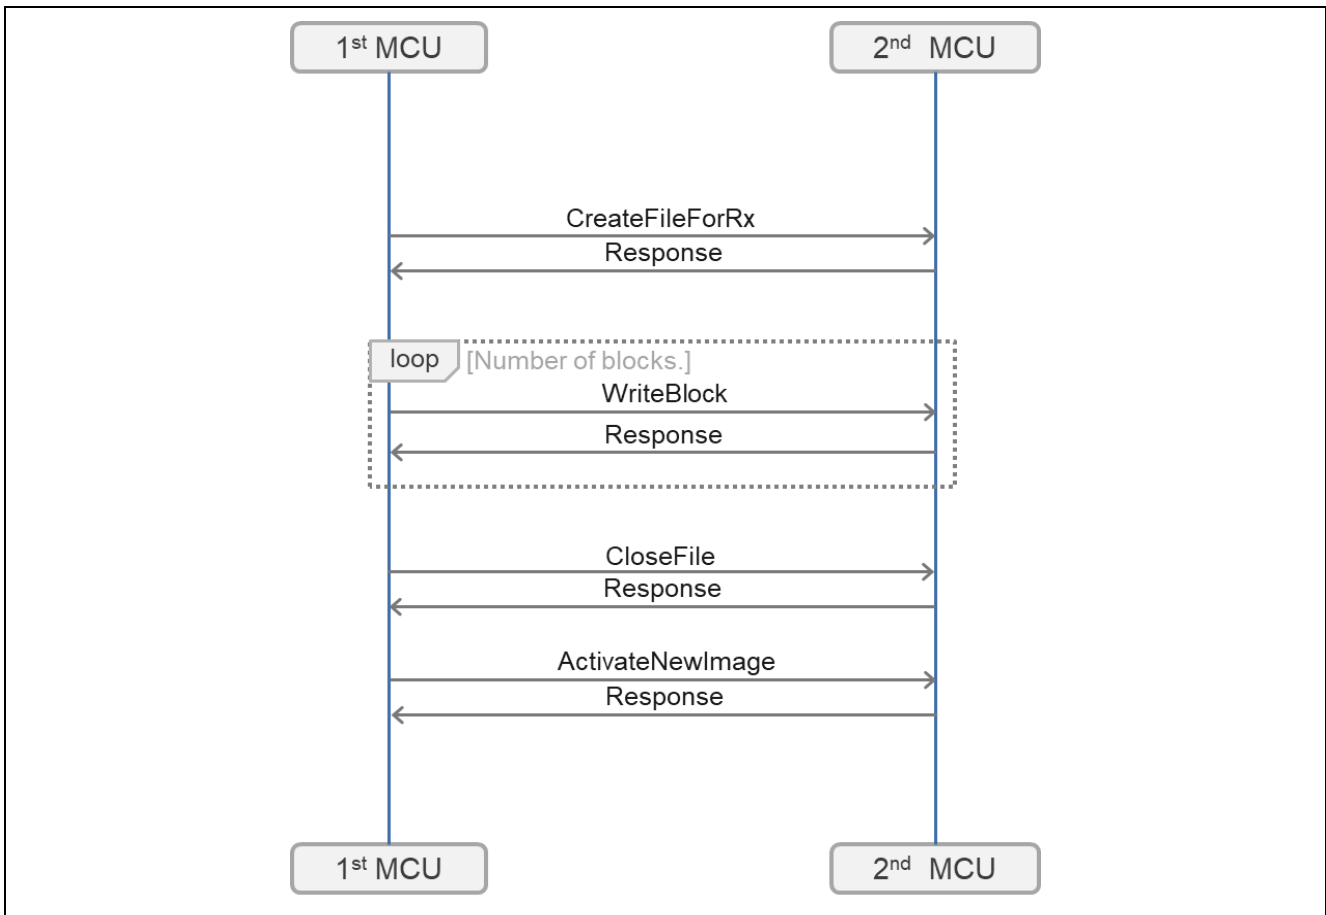 1st MCU
2nd MCU
CreateFileForRx
Response
loop
[Number of blocks.]
WriteBlock
Response
CloseFile
Response
ActivateNewImage
Response
1st MCU
2nd MCU